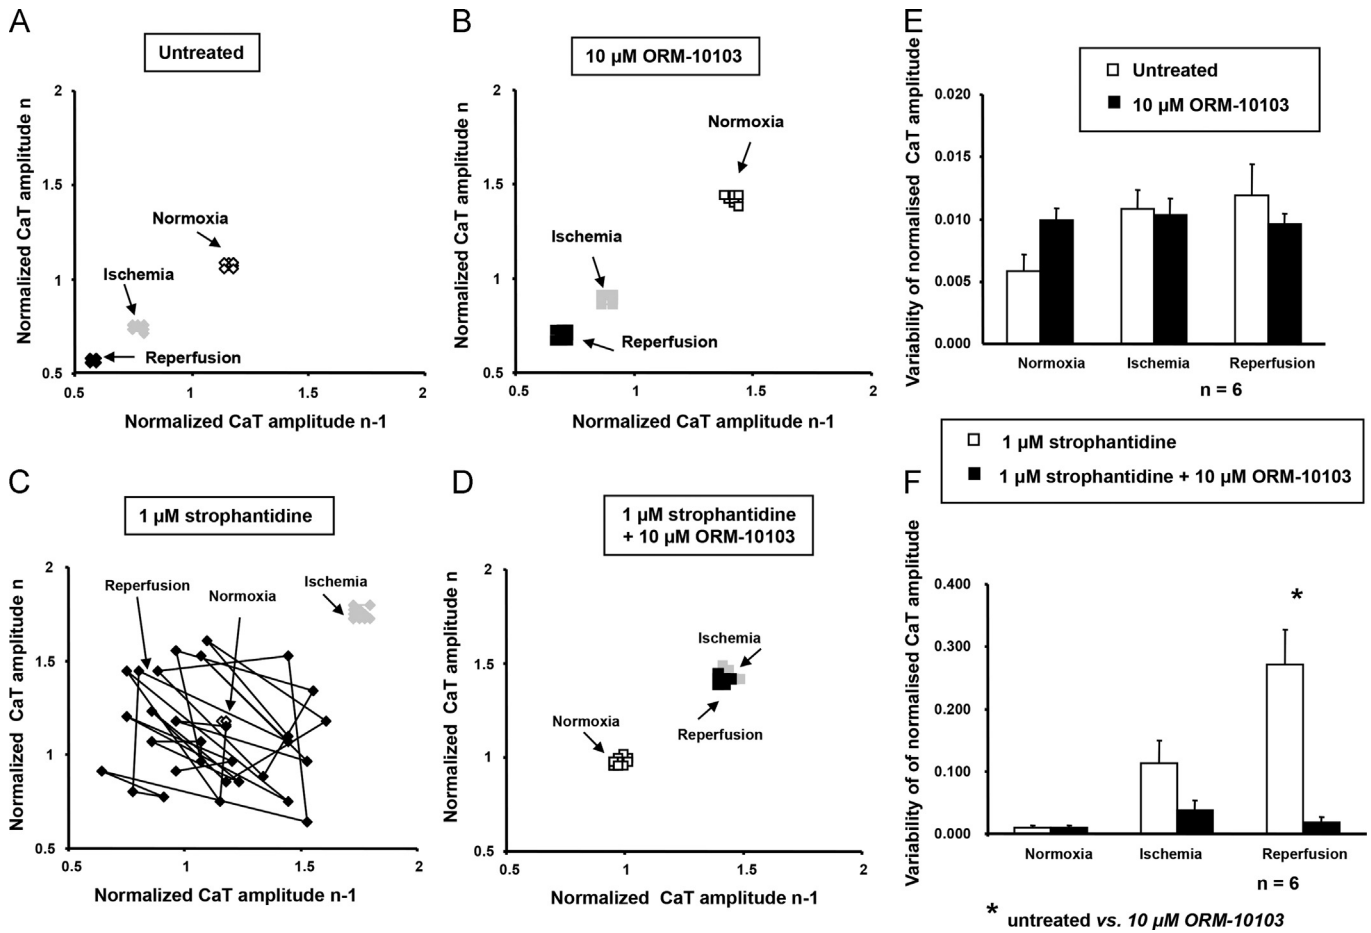 A
Untreated
Normalized CaT amplitude n
2
1.5
1
0.5
Normoxia
Ischemia
Reperfusion
0.5
1
1.5
2
Normalized CaT amplitude n-1
B
10 µM ORM-10103
Normalized CaT amplitude n
2
1.5
1
0.5
Normoxia
Ischemia
Reperfusion
0.5
1
1.5
2
Normalized CaT amplitude n-1
E
Untreated
10 µM ORM-10103
Variability of normalised CaT amplitude
0.020
0.015
0.010
0.005
0.000
Normoxia
Ischemia
Reperfusion
n = 6
C
1 µM strophantidine
Normalized CaT amplitude n
2
1.5
1
0.5
Reperfusion
Normoxia
Ischemia
0.5
1
1.5
2
Normalized CaT amplitude n-1
D
1 µM strophantidine
+ 10 µM ORM-10103
Normalized CaT amplitude n
2
1.5
1
0.5
Ischemia
Normoxia
Reperfusion
0.5
1
1.5
2
Normalized CaT amplitude n-1
1 µM strophantidine
1 µM strophantidine + 10 µM ORM-10103
F
Variability of of normalised CaT amplitude
0.400
0.300
0.200
0.100
0.000
*
Normoxia
Ischemia
Reperfusion
n = 6
* untreated vs. 10 µM ORM-10103